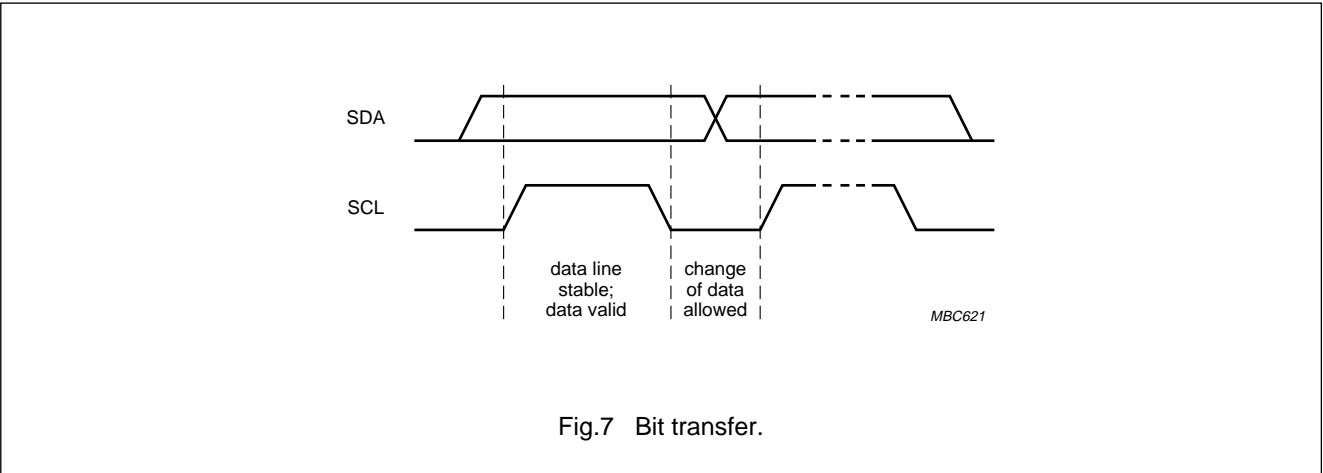 SDA
SCL
data line
stable;
data valid
change
of data
allowed
MBC621
Fig.7 Bit transfer.